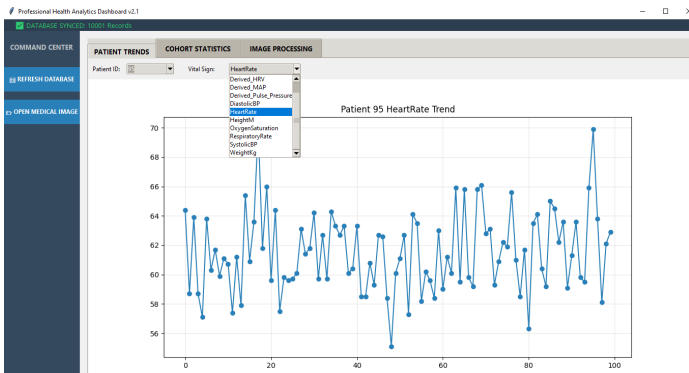 Professional Health Analytics Dashboard v2.1
DATABASE SYNCED: 10001 Records
COMMAND CENTER
REFRESH DATABASE
OPEN MEDICAL IMAGE
PATIENT TRENDS
COHORT STATISTICS
IMAGE PROCESSING
Patient ID:
Vital Sign:
HeartRate
Derived_HRV
Derived_MAP
Derived_Pulse_Pressure
DiastolicBP
HeartRate
HeightM
OxygenSaturation
RespiratoryRate
SystolicBP
WeightKg
Patient 95 HeartRate Trend
70
68
66
64
62
60
58
56
0
20
40
60
80
100